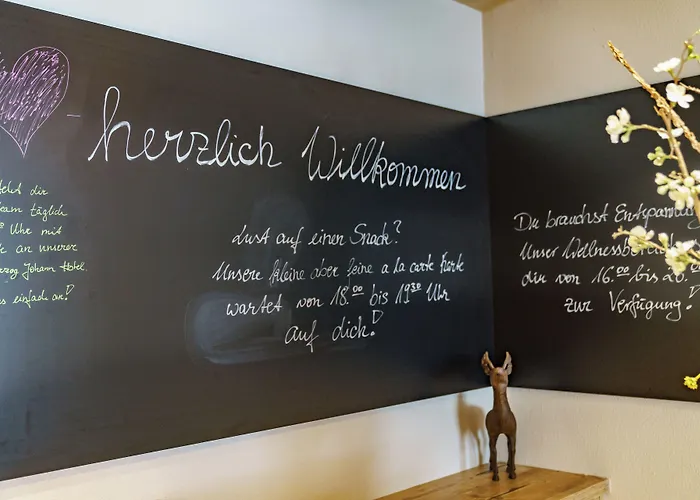 herzlich Willkommen
dir
täglich
Uhr mit
an unserer
Johann Hotel.
es einfach an!
Lust auf einen Snack?
Unsere kleine aber feine a la carte Karte
wartet von 18.00 bis 19.30 Uhr
auf dich!
Du brauchst Entspannung
Unser Wellnessbereich
dir von 16.00 bis 20.
zur Verfügung!